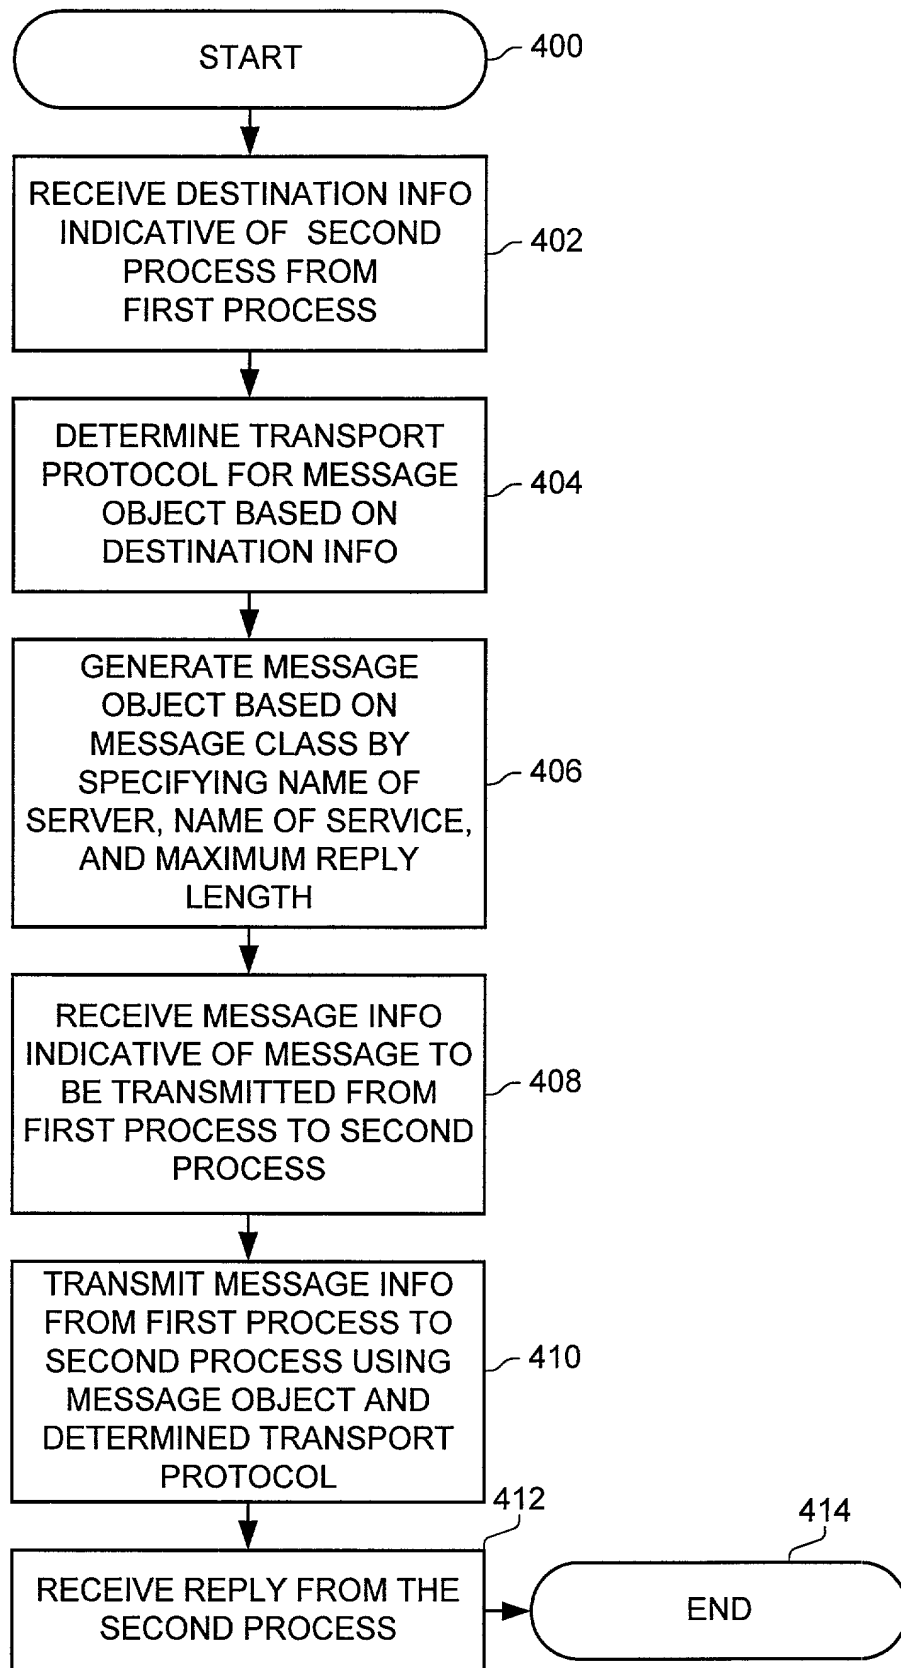 START
400
RECEIVE DESTINATION INFO
INDICATIVE OF SECOND
PROCESS FROM
FIRST PROCESS
402
DETERMINE TRANSPORT
PROTOCOL FOR MESSAGE
OBJECT BASED ON
DESTINATION INFO
404
GENERATE MESSAGE
OBJECT BASED ON
MESSAGE CLASS BY
SPECIFYING NAME OF
SERVER, NAME OF SERVICE,
AND MAXIMUM REPLY
LENGTH
406
RECEIVE MESSAGE INFO
INDICATIVE OF MESSAGE TO
BE TRANSMITTED FROM
FIRST PROCESS TO SECOND
PROCESS
408
TRANSMIT MESSAGE INFO
FROM FIRST PROCESS TO
SECOND PROCESS USING
MESSAGE OBJECT AND
DETERMINED TRANSPORT
PROTOCOL
410
RECEIVE REPLY FROM THE
SECOND PROCESS
412
END
414